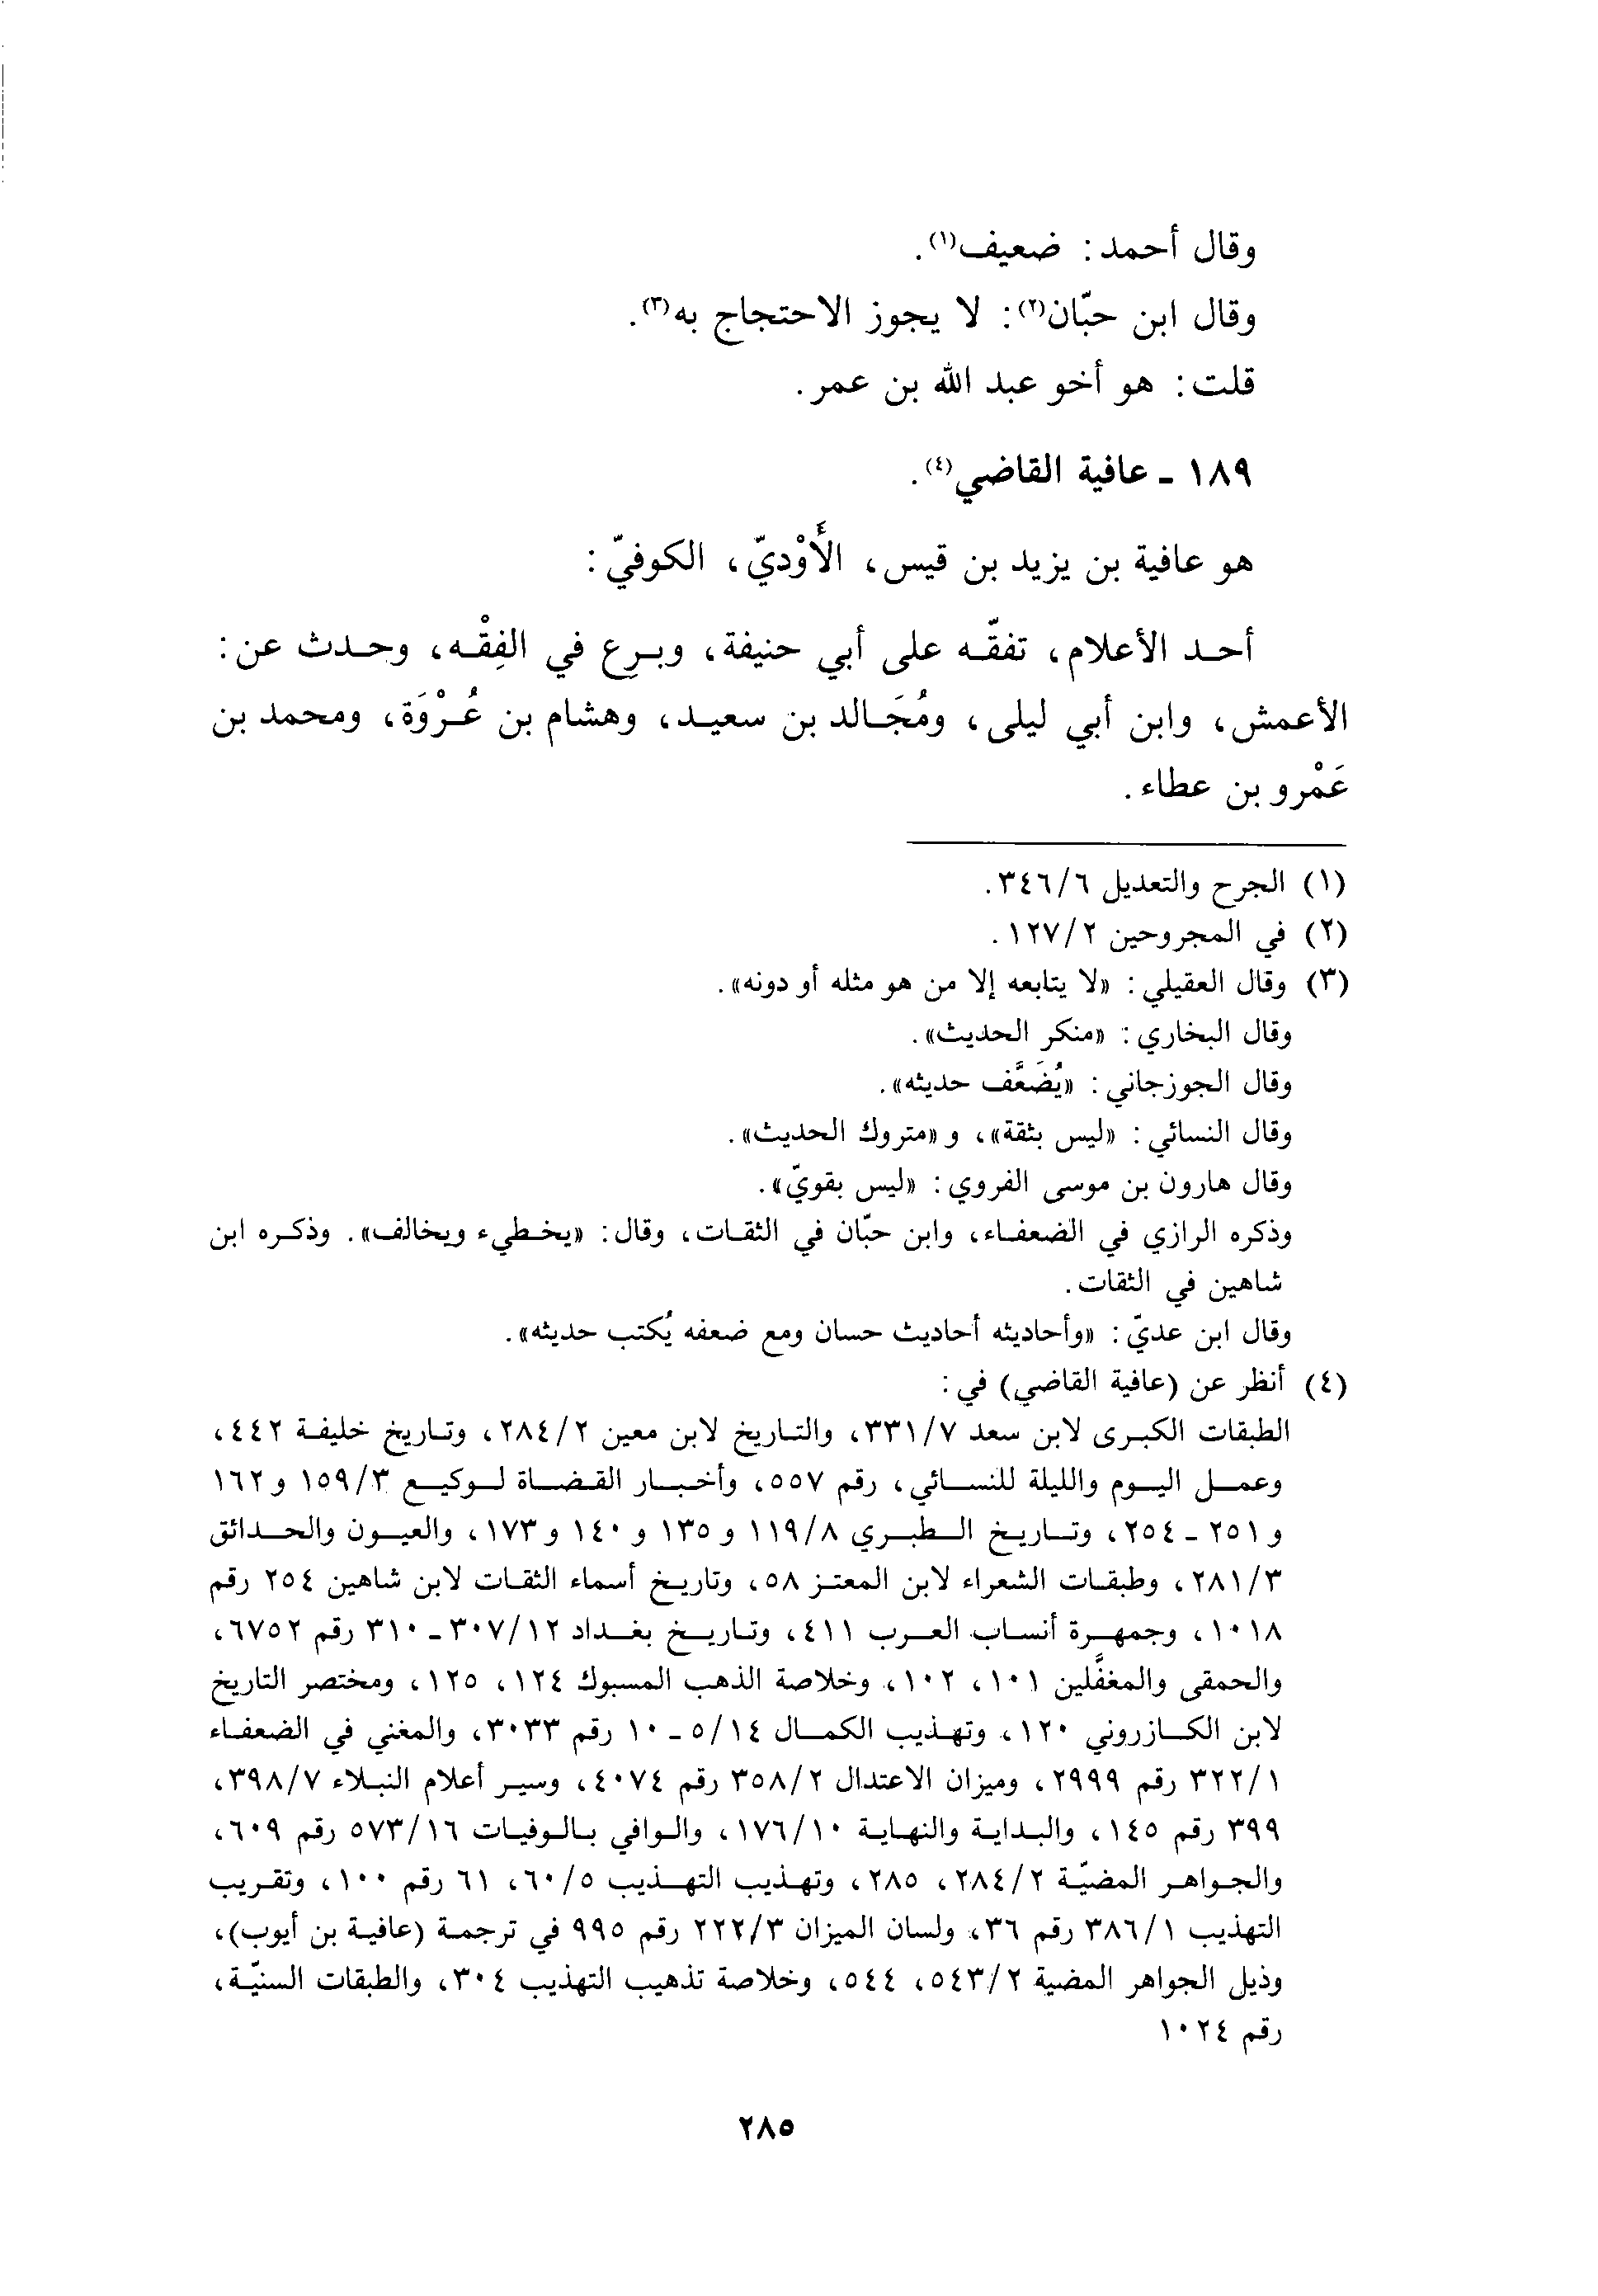 وقال أحمد: ضعيف(١).
وقال ابن حبّان(٢): لا يجوز الاحتجاج به(٣).
قلت: هو أخو عبد الله بن عمر.
١٨٩ - عافية القاضي(٤).
هو عافية بن يزيد بن قيس، الأَوْديّ، الكوفيّ:
أحد الأعلام، تفقّه على أبي حنيفة، وبرع في الفِقْه، وحدث عن:
الأعمش، وابن أبي ليلى، ومُجَالد بن سعيد، وهشام بن عُرْوَة، ومحمد بن
عَمْرو بن عطاء.
(١) الجرح والتعديل ٣٤٦/٦.
(٢) في المجروحين ١٢٧/٢.
(٣) وقال العقيلي: «لا يتابعه إلا من هو مثله أو دونه».
وقال البخاري: «منكر الحديث».
وقال الجوزجاني: «يُضَعَّف حديثه».
وقال النسائي: «ليس بثقة»، و«متروك الحديث».
وقال هارون بن موسى الفروي: «ليس بقويّ».
وذكره الرازي في الضعفاء، وابن حبّان في الثقات، وقال: «يخطيء ويخالف». وذكره ابن
شاهين في الثقات.
وقال ابن عديّ: «وأحاديثه أحاديث حسان ومع ضعفه يُكتب حديثه».
(٤) أنظر عن (عافية القاضي) في:
الطبقات الكبرى لابن سعد ٣٣١/٧، والتاريخ لابن معين ٢٨٤/٢، وتاريخ خليفة ٤٤٢،
وعمل اليوم والليلة للنسائي، رقم ٥٥٧، وأخبار القضاة لوكيع ١٥٩/٣ و ١٦٢
و ٢٥١ - ٢٥٤، وتاريخ الطبري ١١٩/٨ و ١٣٥ و ١٤٠ و ١٧٣، والعيون والحدائق
٢٨١/٣، وطبقات الشعراء لابن المعتز ٥٨، وتاريخ أسماء الثقات لابن شاهين ٢٥٤ رقم
١٠١٨، وجمهرة أنساب العرب ٤١١، وتاريخ بغداد ٣٠٧/١٢ - ٣١٠ رقم ٦٧٥٢،
والحمقى والمغفَّلين ١٠١، ١٠٢، وخلاصة الذهب المسبوك ١٢٤، ١٢٥، ومختصر التاريخ
لابن الكازروني ١٢٠، وتهذيب الكمال ٥/١٤ - ١٠ رقم ٣٠٣٣، والمغني في الضعفاء
٣٢٢/١ رقم ٢٩٩٩، وميزان الاعتدال ٣٥٨/٢ رقم ٤٠٧٤، وسير أعلام النبلاء ٣٩٨/٧،
٣٩٩ رقم ١٤٥، والبداية والنهاية ١٧٦/١٠، والوافي بالوفيات ٥٧٣/١٦ رقم ٦٠٩،
والجواهر المضيّة ٢٨٤/٢، ٢٨٥، وتهذيب التهذيب ٦٠/٥، ٦١ رقم ١٠٠، وتقريب
التهذيب ٣٨٦/١ رقم ٣٦، ولسان الميزان ٢٢٢/٣ رقم ٩٩٥ في ترجمة (عافية بن أيوب)،
وذيل الجواهر المضية ٥٤٣/٢، ٥٤٤، وخلاصة تذهيب التهذيب ٣٠٤، والطبقات السنيّة،
رقم ١٠٢٤
٢٨٥